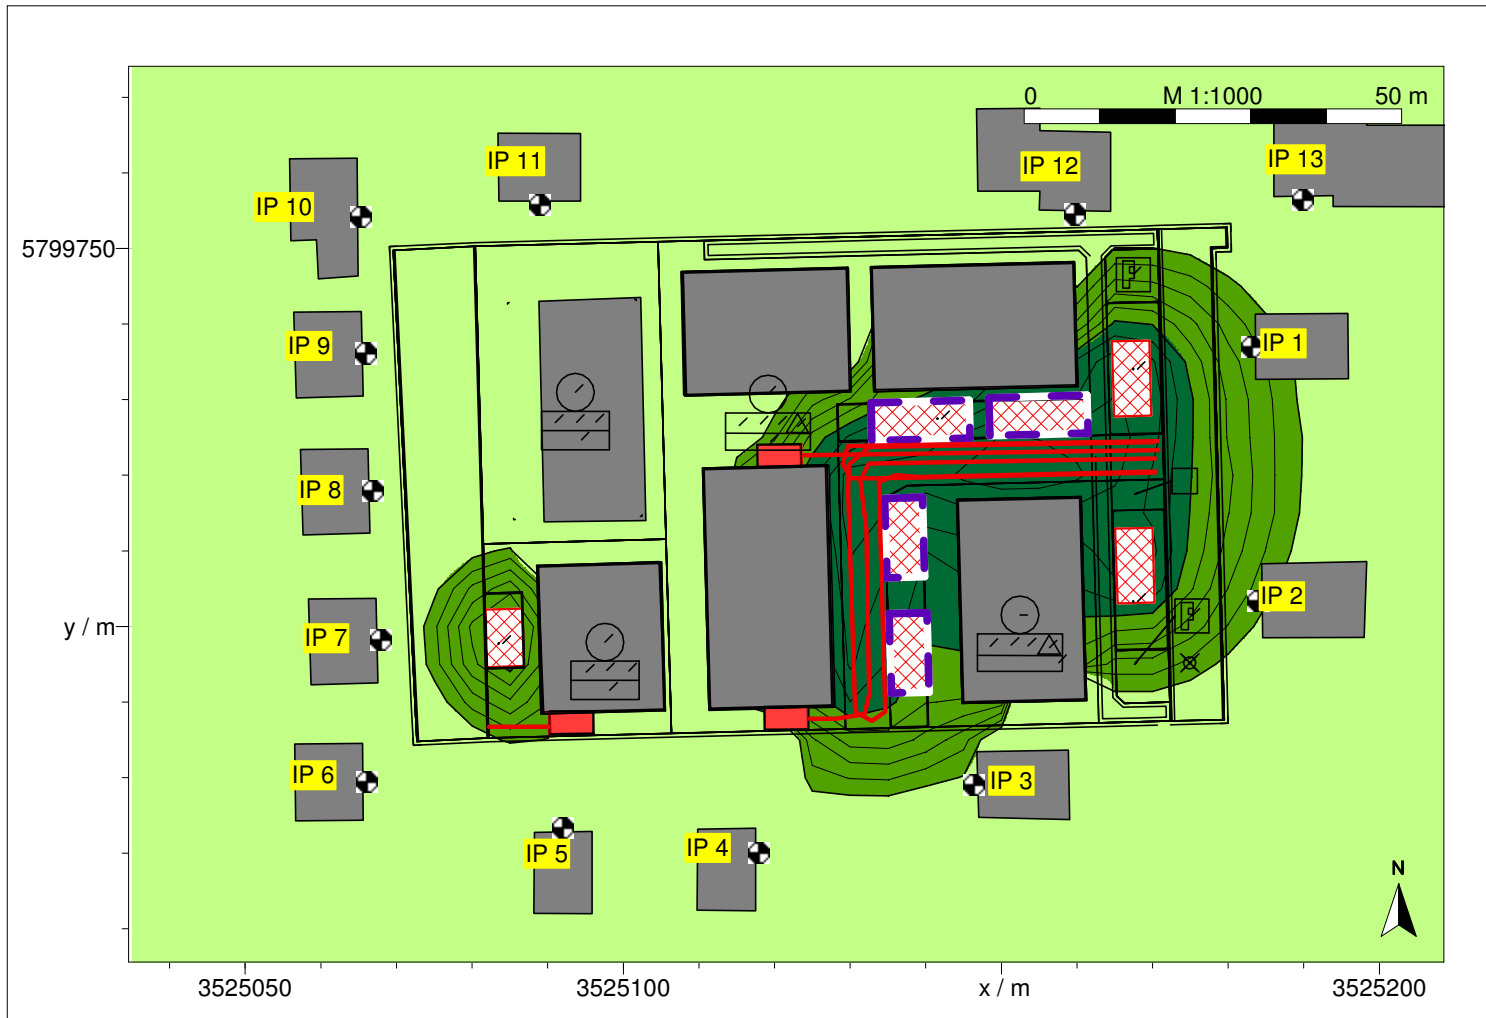 0 M 1:1000 50 m
IP 11
IP 12
IP 13
IP 10
5799750
IP 9
IP 1
IP 8
IP 2
IP 7
y / m
IP 6
IP 3
IP 5
IP 4
N
3525050
3525100
x / m
3525200